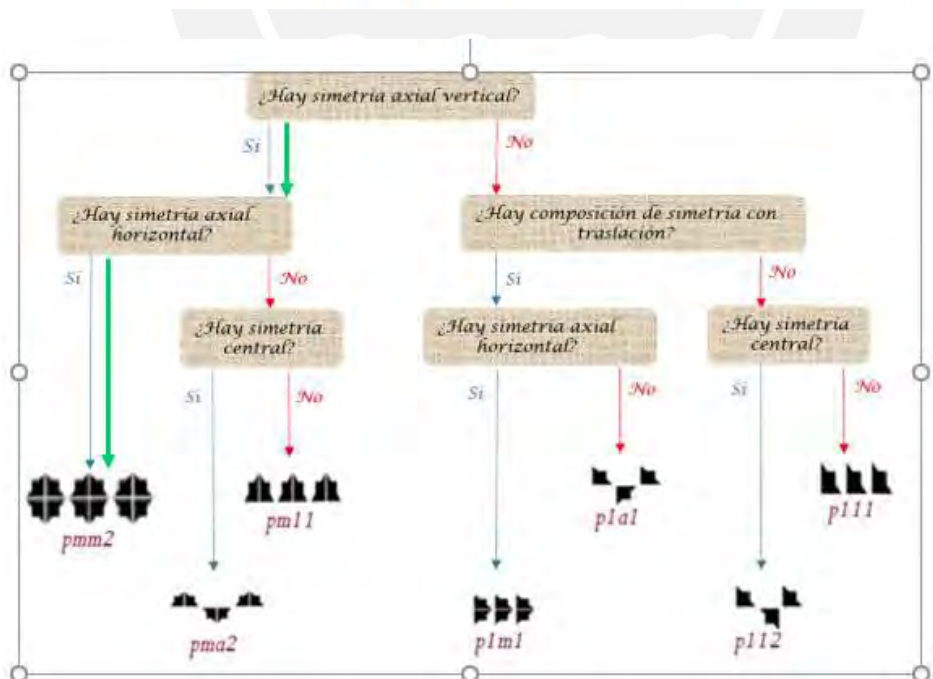 ¿Hay simetría axial vertical?
Sí
No
¿Hay simetría axial
horizontal?
¿Hay composición de simetría con
traslación?
Sí
No
Sí
No
¿Hay simetría
central?
¿Hay simetría axial
horizontal?
¿Hay simetría
central?
Sí
No
Sí
No
Sí
No
pmm2
pm11
p1a1
p111
pma2
p1m1
p112